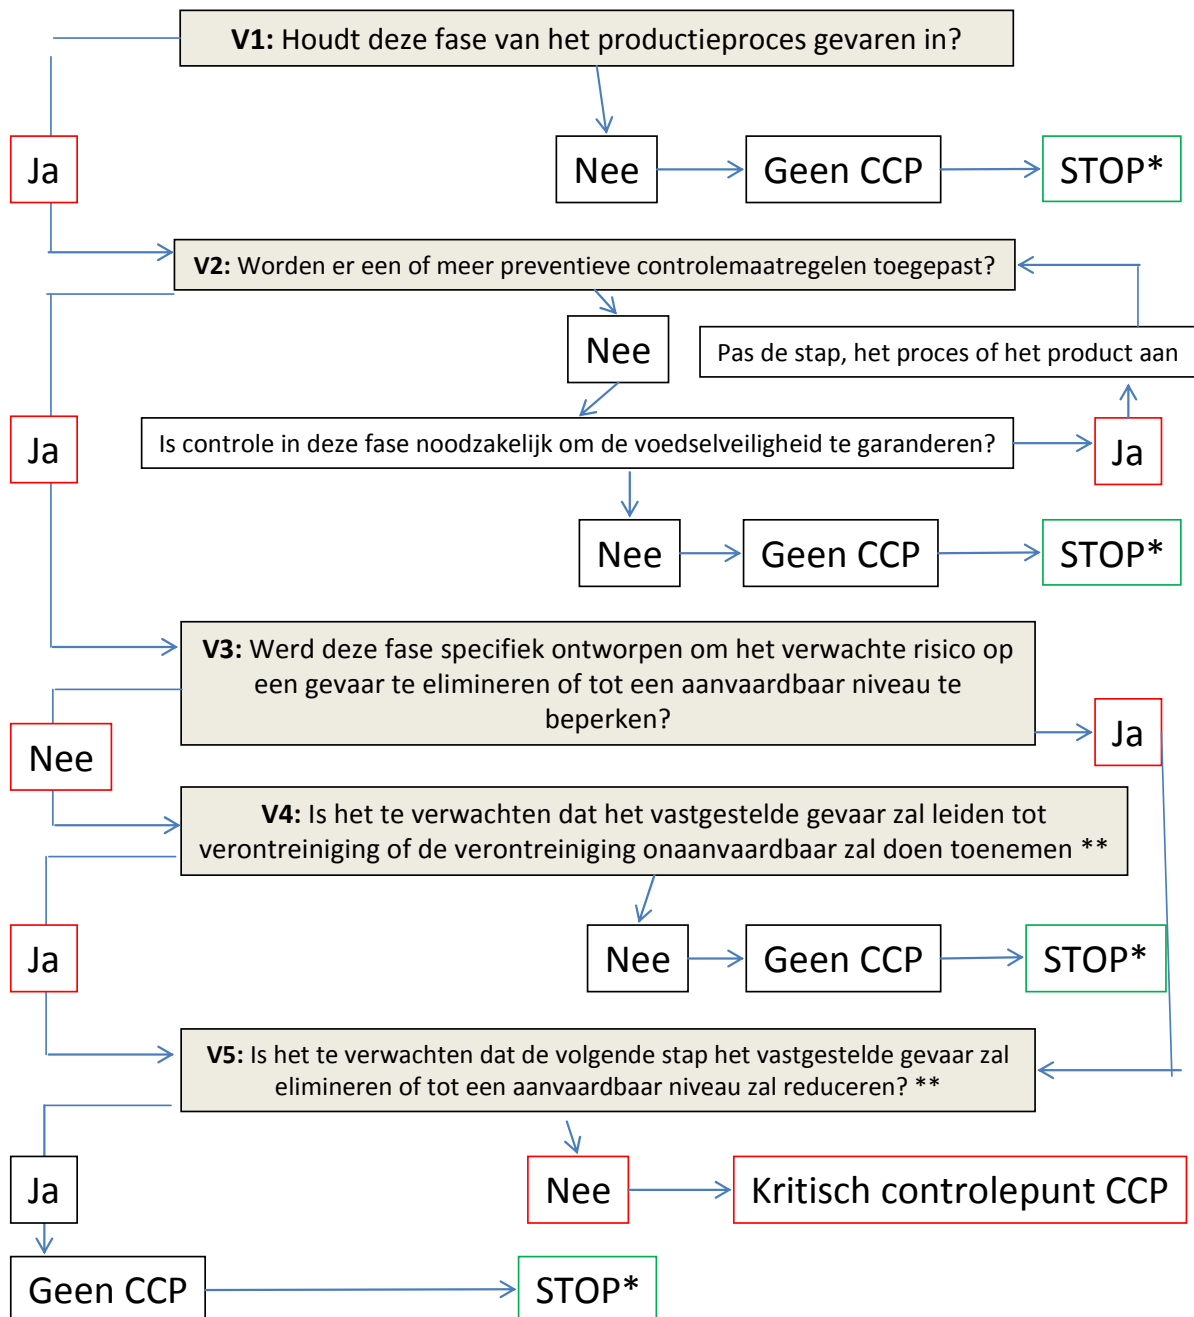 V1: Houdt deze fase van het productieproces gevaren in?
Ja
Nee
Geen CCP
STOP*
V2: Worden er een of meer preventieve controlemaatregelen toegepast?
Nee
Pas de stap, het proces of het product aan
Ja
Is controle in deze fase noodzakelijk om de voedselveiligheid te garanderen?
Ja
Nee
Geen CCP
STOP*
V3: Werd deze fase specifiek ontworpen om het verwachte risico op
een gevaar te elimineren of tot een aanvaardbaar niveau te
beperken?
Ja
Nee
V4: Is het te verwachten dat het vastgestelde gevaar zal leiden tot
verontreiniging of de verontreiniging onaanvaardbaar zal doen toenemen **
Ja
Nee
Geen CCP
STOP*
V5: Is het te verwachten dat de volgende stap het vastgestelde gevaar zal
elimineren of tot een aanvaardbaar niveau zal reduceren? **
Ja
Nee
Kritisch controlepunt CCP
Geen CCP
STOP*